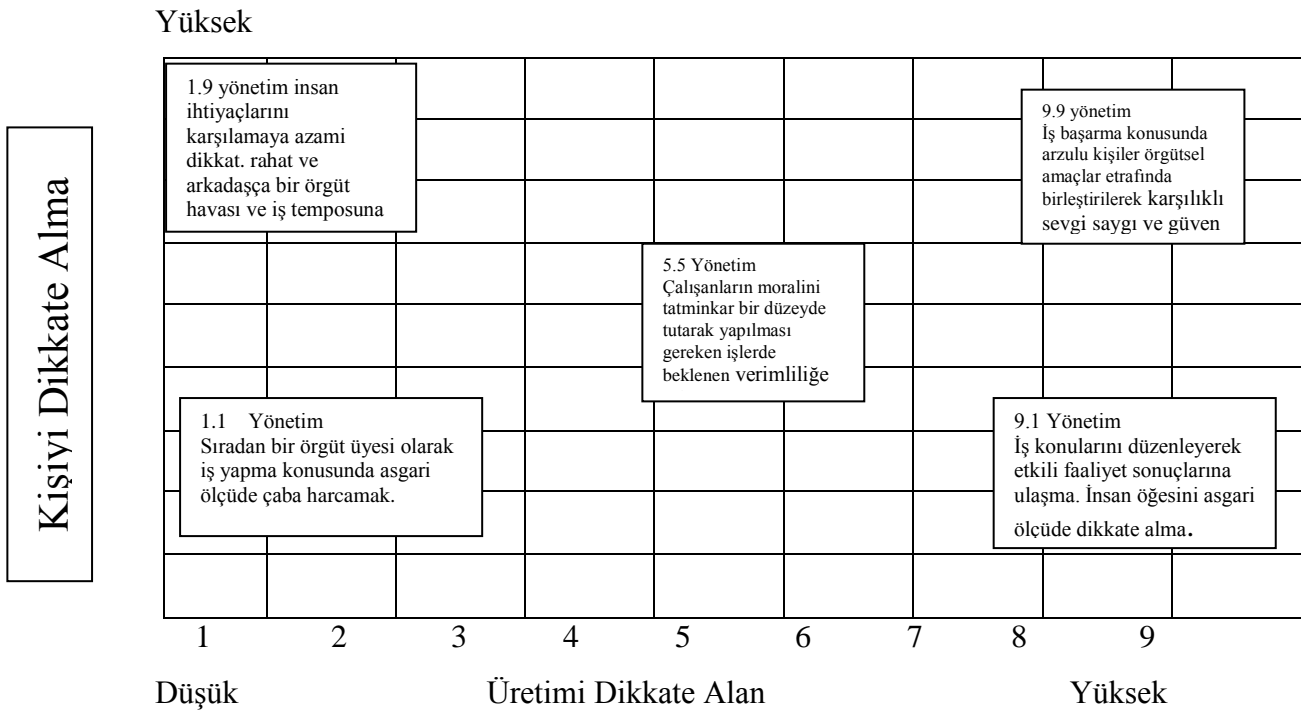 Yüksek
Kişiyi Dikkate Alma
1.9 yönetim insan
ihtiyaçlarını
karşılamaya azami
dikkat. rahat ve
arkadaşça bir örgüt
havası ve iş temposuna
9.9 yönetim
İş başarma konusunda
arzulu kişiler örgütsel
amaçlar etrafında
birleştirilerek karşılıklı
sevgi saygı ve güven
5.5 Yönetim
Çalışanların moralini
tatminkar bir düzeyde
tutarak yapılması
gereken işlerde
beklenen verimliliğe
1.1 Yönetim
Sıradan bir örgüt üyesi olarak
iş yapma konusunda asgari
ölçüde çaba harcamak.
9.1 Yönetim
İş konularını düzenleyerek
etkili faaliyet sonuçlarına
ulaşma. İnsan öğesini asgari
ölçüde dikkate alma.
1 2 3 4 5 6 7 8 9
Düşük Üretimi Dikkate Alan Yüksek